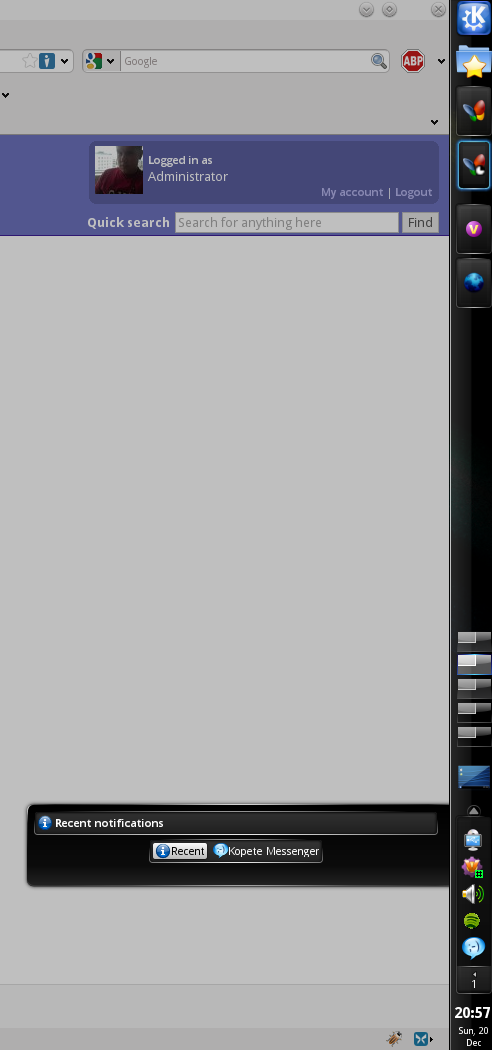 Google
ABP
Logged in as
Administrator
My account | Logout
Quick search Search for anything here Find
V
Recent notifications
Recent Kopete Messenger
1
20:57
Sun, 20
Dec